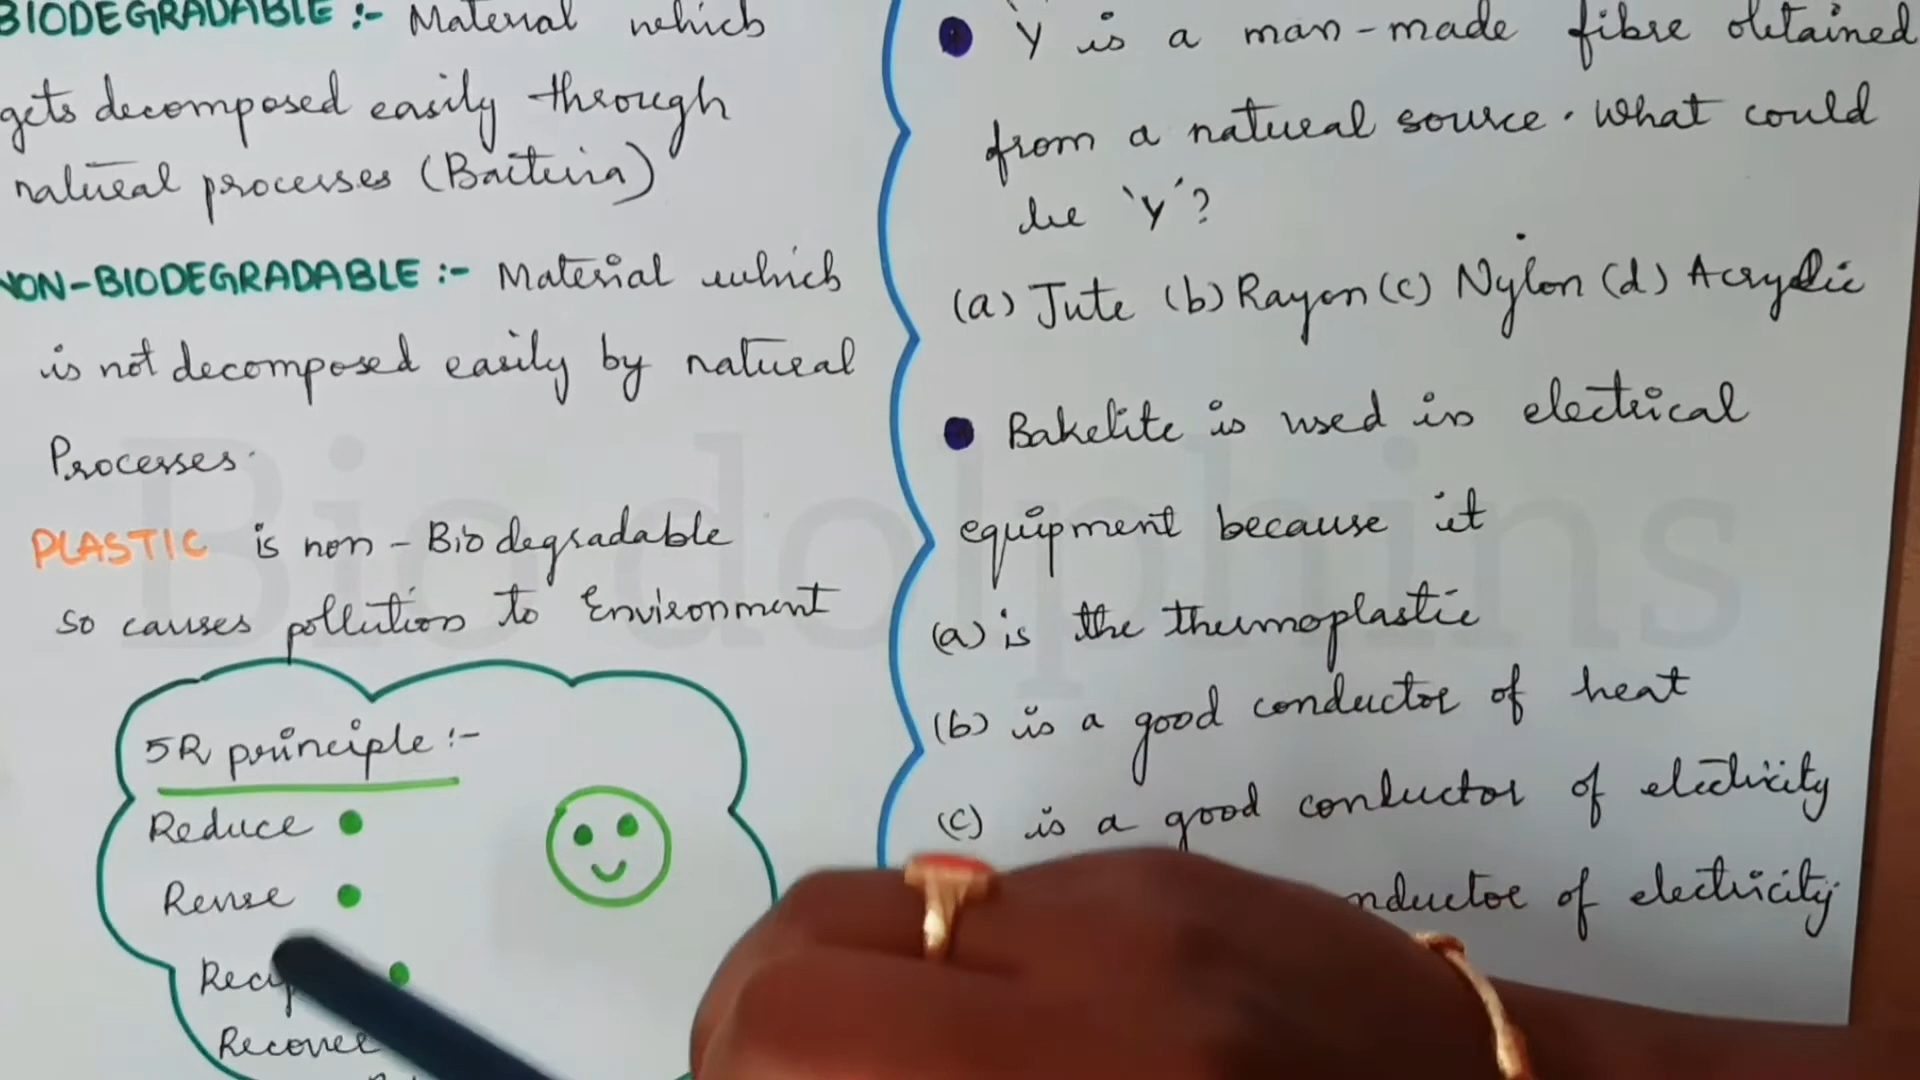 BIODEGRADABLE :- Material which
gets decomposed easily through
natural processes (Bacteria)
NON-BIODEGRADABLE :- Material which
is not decomposed easily by natural
Processes.
PLASTIC is non-Biodegradable
so causes pollution to Environment
5R principle :-
Reduce
Reuse
Recover
Y is a man-made fibre obtained
from a natural source. What could
be 'Y'?
(a) Jute (b) Rayon (c) Nylon (d) Acrylic
Bakelite is used in electrical
equipment because it
(a) is the thermoplastic
(b) is a good conductor of heat
(c) is a good conductor of electricity
of electricity
Bio dolphins